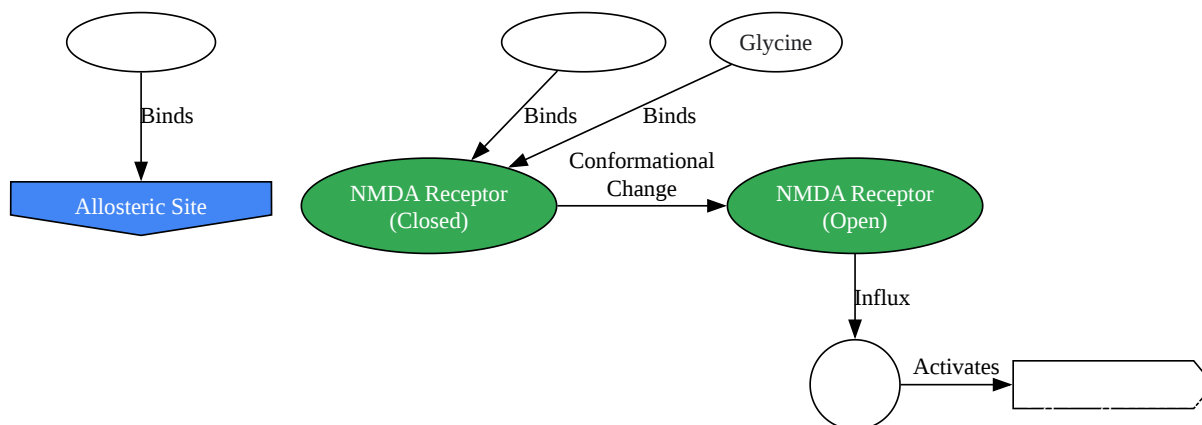 Glycine
Binds
Binds
Binds
Conformational
Change
Allosteric Site
NMDA Receptor
(Closed)
NMDA Receptor
(Open)
Influx
Activates